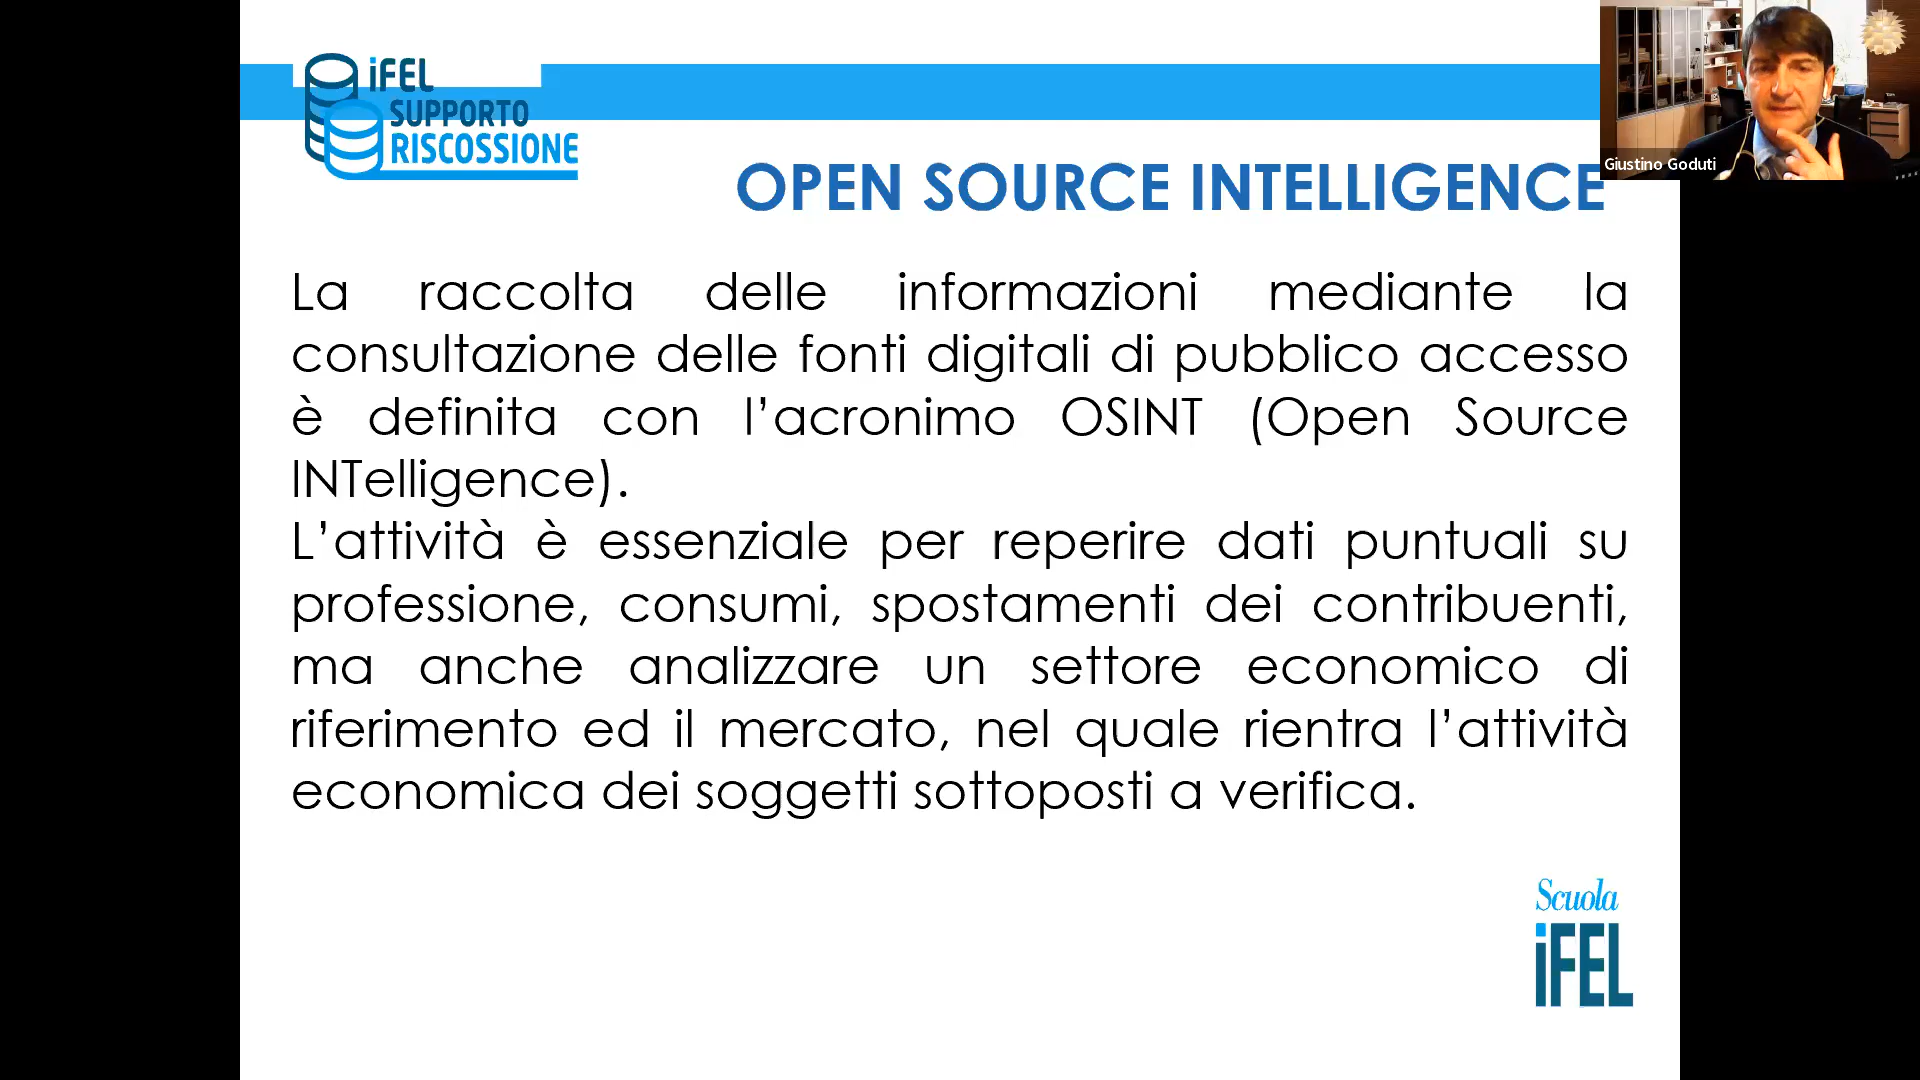 iFEL
SUPPORTO
RISCOSSIONE
Giustino Goduti
OPEN SOURCE INTELLIGENCE
La raccolta delle informazioni mediante la
consultazione delle fonti digitali di pubblico accesso
è definita con l’acronimo OSINT (Open Source
INTelligence).
L’attività è essenziale per reperire dati puntuali su
professione, consumi, spostamenti dei contribuenti,
ma anche analizzare un settore economico di
riferimento ed il mercato, nel quale rientra l’attività
economica dei soggetti sottoposti a verifica.
Scuola
iFEL